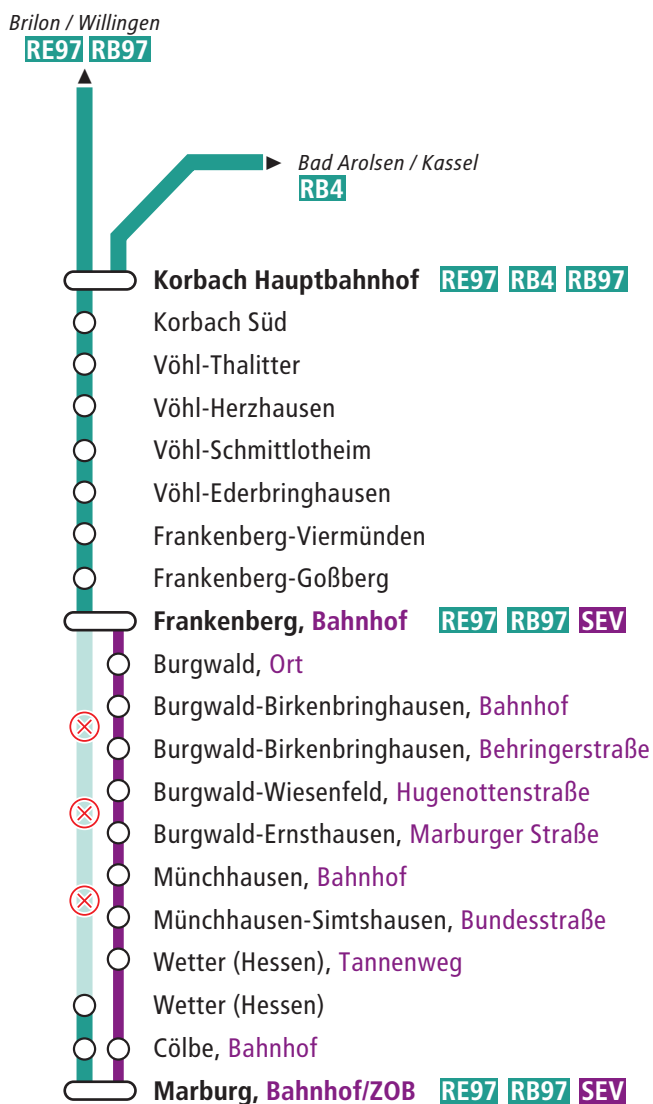 Brilon / Willingen
RE97 RB97
Bad Arolsen / Kassel
RB4
Korbach Hauptbahnhof RE97 RB4 RB97
Korbach Süd
Vöhl-Thalitter
Vöhl-Herzhausen
Vöhl-Schmittlotheim
Vöhl-Ederbringhausen
Frankenberg-Viermünden
Frankenberg-Goßberg
Frankenberg, Bahnhof RE97 RB97 SEV
Burgwald, Ort
Burgwald-Birkenbringhausen, Bahnhof
Burgwald-Birkenbringhausen, Behringerstraße
Burgwald-Wiesenfeld, Hugenottenstraße
Burgwald-Ernsthausen, Marburger Straße
Münchhausen, Bahnhof
Münchhausen-Simtshausen, Bundesstraße
Wetter (Hessen), Tannenweg
Wetter (Hessen)
Cölbe, Bahnhof
Marburg, Bahnhof/ZOB RE97 RB97 SEV